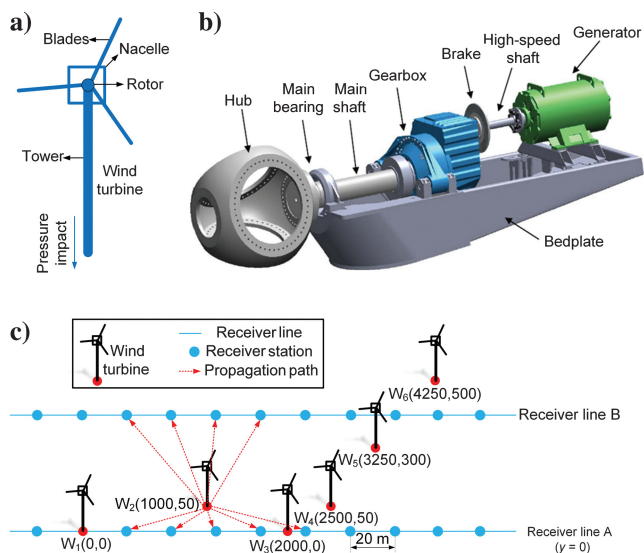 a)
Blades
Nacelle
Rotor
Tower
Wind
turbine
Pressure
impact
b)
Hub
Main
bearing
Main
shaft
Gearbox
Brake
High-speed
shaft
Generator
Bedplate
c)
Wind
turbine
Receiver line
Receiver station
Propagation path
W6(4250,500)
Receiver line B
W5(3250,300)
W2(1000,50)
W4(2500,50)
W1(0,0)
W3(2000,0)
20 m
Receiver line A
(y = 0)